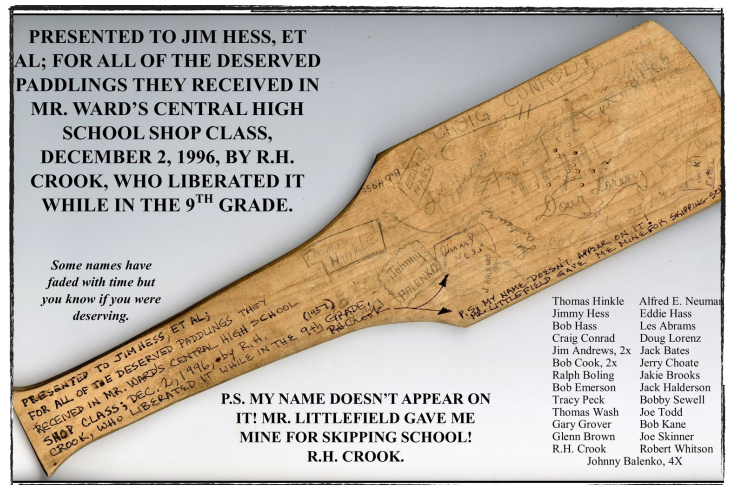 PRESENTED TO JIM HESS, ET
AL; FOR ALL OF THE DESERVED
PADDLINGS THEY RECEIVED IN
MR. WARD'S CENTRAL HIGH
SCHOOL SHOP CLASS,
DECEMBER 2, 1996, BY R.H.
CROOK, WHO LIBERATED IT
WHILE IN THE 9TH GRADE.
Some names have
faded with time but
you know if you were
deserving.
CRAIG CONRAD
BOB HASS
Doug Lorenz
Thomas Hinkle
Jimmy Hess
Johnny
BALENKO
PRESENTED TO JIM HESS, ET AL;
FOR ALL OF THE DESERVED PADDLINGS THEY
RECEIVED IN MR. WARD'S CENTRAL HIGH SCHOOL
SHOP CLASS; DEC. 2, 1996, by R.H. (1957)
CROOK, WHO LIBERATED IT WHILE IN THE 9th GRADE,
RH CROOK
P.S. MY NAME DOESN'T APPEAR ON IT!
MR. LITTLEFIELD GAVE ME MINE FOR SKIPPING
P.S. MY NAME DOESN'T APPEAR ON
IT! MR. LITTLEFIELD GAVE ME
MINE FOR SKIPPING SCHOOL!
R.H. CROOK.
Thomas Hinkle
Jimmy Hess
Bob Hass
Craig Conrad
Jim Andrews, 2x
Bob Cook, 2x
Ralph Boling
Bob Emerson
Tracy Peck
Thomas Wash
Gary Grover
Glenn Brown
R.H. Crook
Alfred E. Neuman
Eddie Hass
Les Abrams
Doug Lorenz
Jack Bates
Jerry Choate
Jakie Brooks
Jack Halderson
Bobby Sewell
Joe Todd
Bob Kane
Joe Skinner
Robert Whitson
Johnny Balenko, 4X